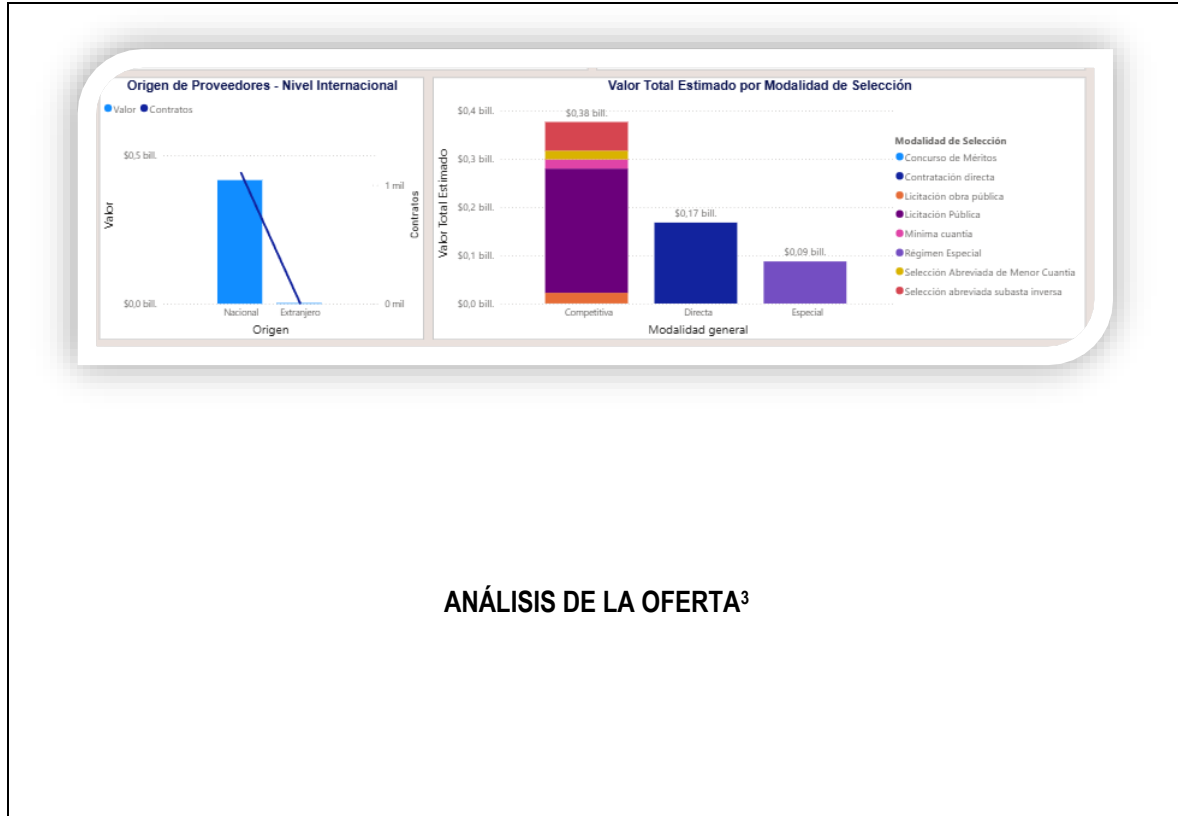 Origen de Proveedores - Nivel Internacional
Valor Contratos
$0,5 bill.
$0,0 bill.
Valor
1 mil
0 mil
Contratos
Nacional Extranjero
Origen
Valor Total Estimado por Modalidad de Selección
$0,4 bill.
$0,3 bill.
$0,2 bill.
$0,1 bill.
$0,0 bill.
Valor Total Estimado
$0,38 bill.
$0,17 bill.
$0,09 bill.
Competitiva Directa Especial
Modalidad general
Modalidad de Selección
Concurso de Méritos
Contratación directa
Licitación obra pública
Licitación Pública
Mínima cuantía
Régimen Especial
Selección Abreviada de Menor Cuantía
Selección abreviada subasta inversa
ANÁLISIS DE LA OFERTA³